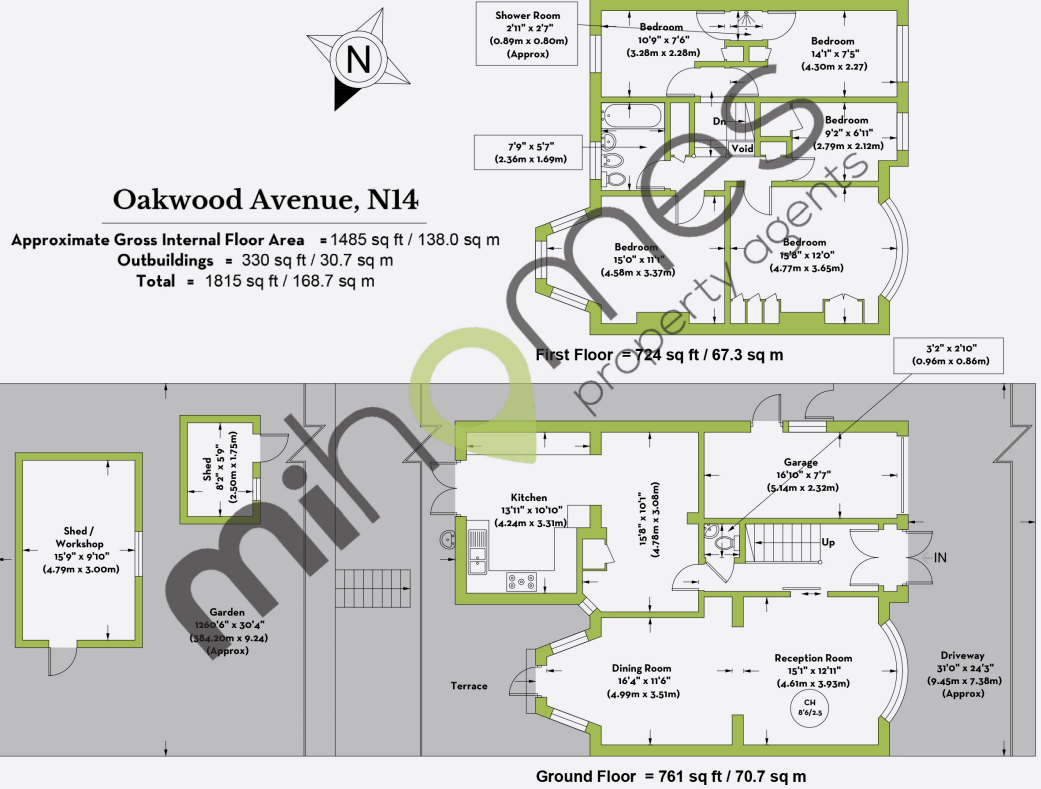 Shower Room
2'11" x 2'7"
(0.89m x 0.80m)
(Approx)
Bedroom
10'9" x 7'6"
(3.28m x 2.28m)
Bedroom
14'1" x 7'5"
(4.30m x 2.27)
N
Dn
Void
Bedroom
9'2" x 6'11"
(2.79m x 2.12m)
7'9" x 5'7"
(2.36m x 1.69m)
Oakwood Avenue, N14
Approximate Gross Internal Floor Area = 1485 sq ft / 138.0 sq m
Outbuildings = 330 sq ft / 30.7 sq m
Total = 1815 sq ft / 168.7 sq m
Bedroom
15'0" x 11'1"
(4.58m x 3.37m)
Bedroom
15'8" x 12'0"
(4.77m x 3.65m)
First Floor = 724 sq ft / 67.3 sq m
3'2" x 2'10"
(0.96m x 0.86m)
mihomes
property agents
Shed
8'2" x 5'9"
(2.50m x 1.75m)
Shed /
Workshop
15'9" x 9'10"
(4.79m x 3.00m)
Kitchen
13'11" x 10'10"
(4.24m x 3.31m)
15'8" x 10'1"
(4.78m x 3.08m)
Garage
16'10" x 7'7"
(5.14m x 2.32m)
Up
IN
Garden
1260'6" x 30'4"
(384.20m x 9.24)
(Approx)
Terrace
Dining Room
16'4" x 11'6"
(4.99m x 3.51m)
Reception Room
15'1" x 12'11"
(4.61m x 3.93m)
CH
8'6/2.5
Driveway
31'0" x 24'3"
(9.45m x 7.38m)
(Approx)
Ground Floor = 761 sq ft / 70.7 sq m